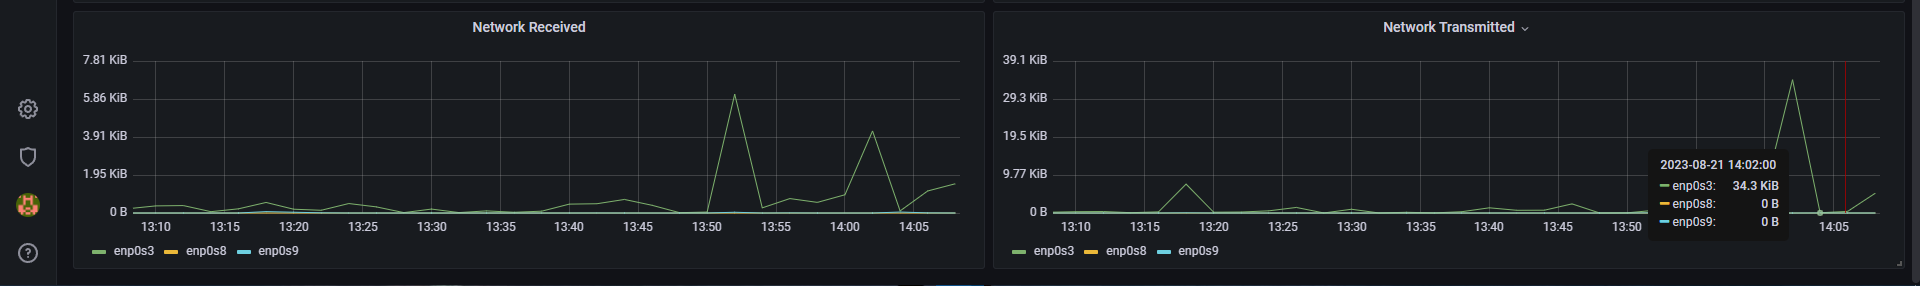 Network Received
7.81 KiB
5.86 KiB
3.91 KiB
1.95 KiB
0 B
13:10 13:15 13:20 13:25 13:30 13:35 13:40 13:45 13:50 13:55 14:00 14:05
enp0s3 enp0s8 enp0s9
Network Transmitted
39.1 KiB
29.3 KiB
19.5 KiB
9.77 KiB
0 B
13:10 13:15 13:20 13:25 13:30 13:35 13:40 13:45 13:50 14:05
2023-08-21 14:02:00
enp0s3: 34.3 KiB
enp0s8: 0 B
enp0s9: 0 B
enp0s3 enp0s8 enp0s9